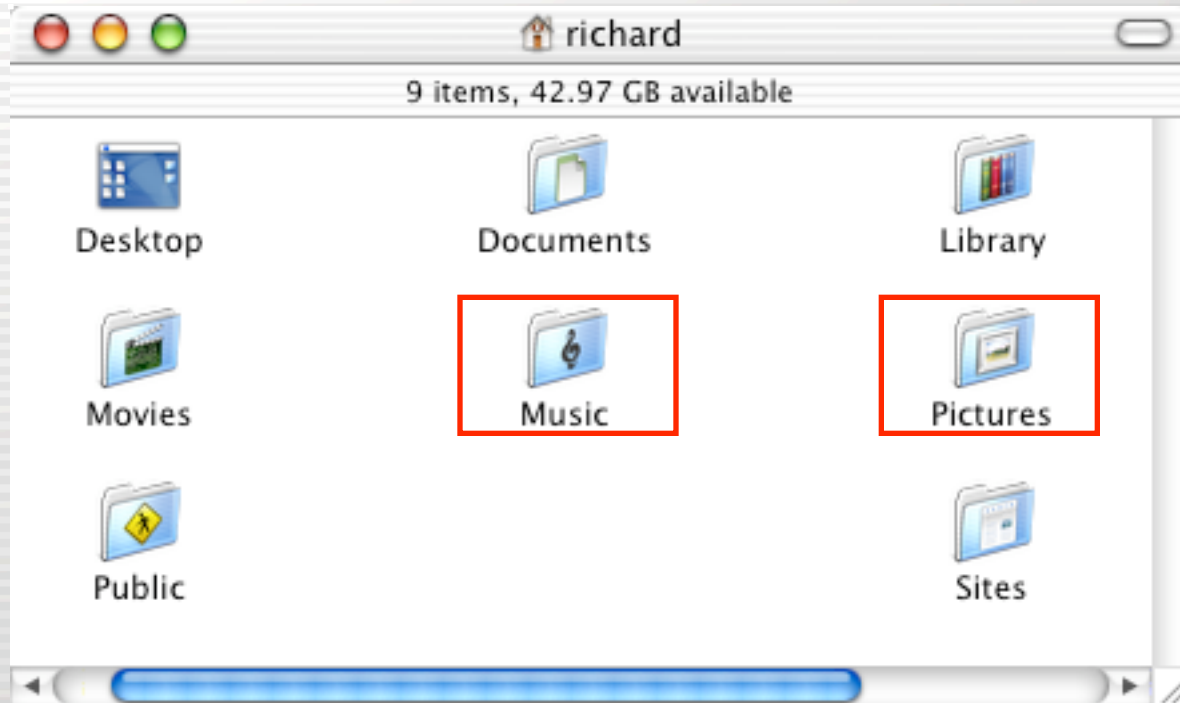 richard
9 items, 42.97 GB available
Desktop
Documents
Library
Movies
Music
Pictures
Public
Sites